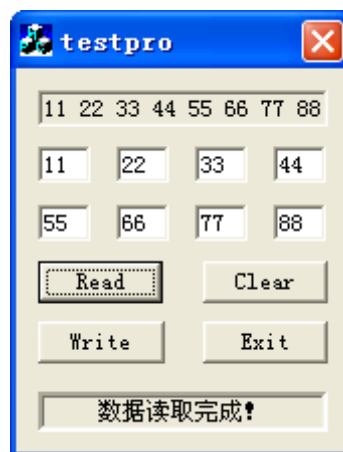 testpro
11 22 33 44 55 66 77 88
11 22 33 44
55 66 77 88
Read Clear
Write Exit
数据读取完成!